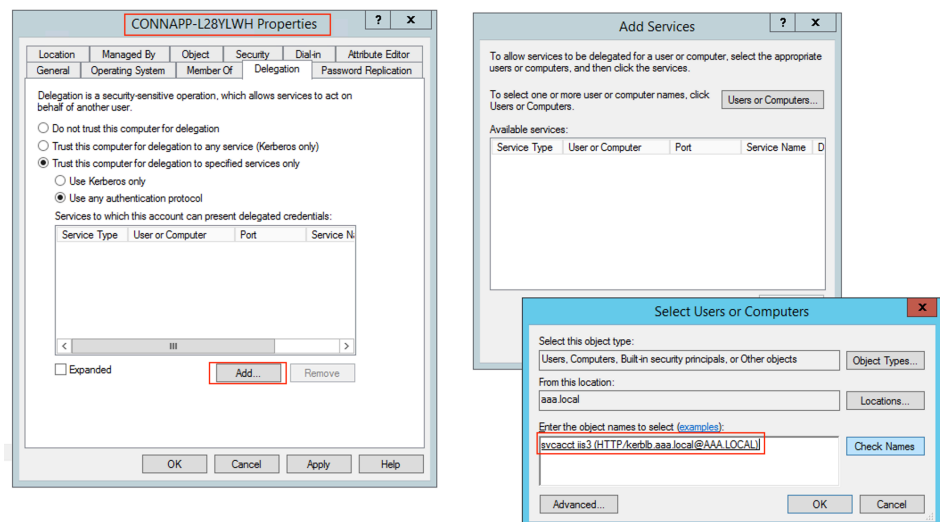 CONNAPP-L28YLWH Properties
? x
Location Managed By Object Security Dial-in Attribute Editor
General Operating System Member Of Delegation Password Replication
Delegation is a security-sensitive operation, which allows services to act on
behalf of another user.
Do not trust this computer for delegation
Trust this computer for delegation to any service (Kerberos only)
Trust this computer for delegation to specified services only
Use Kerberos only
Use any authentication protocol
Services to which this account can present delegated credentials:
Service Type User or Computer Port Service Na
Expanded
Add... Remove
OK Cancel Apply Help
Add Services
? x
To allow services to be delegated for a user or computer, select the appropriate
users or computers, and then click the services.
To select one or more user or computer names, click
Users or Computers.
Users or Computers...
Available services:
Service Type User or Computer Port Service Name D
Select Users or Computers
x
Select this object type:
Users, Computers, Built-in security principals, or Other objects
Object Types...
From this location:
aaa.local
Locations...
Enter the object names to select (examples):
svcacct iis3 (HTTP/kerblb.aaa.local@AAA.LOCAL)
Check Names
Advanced...
OK Cancel